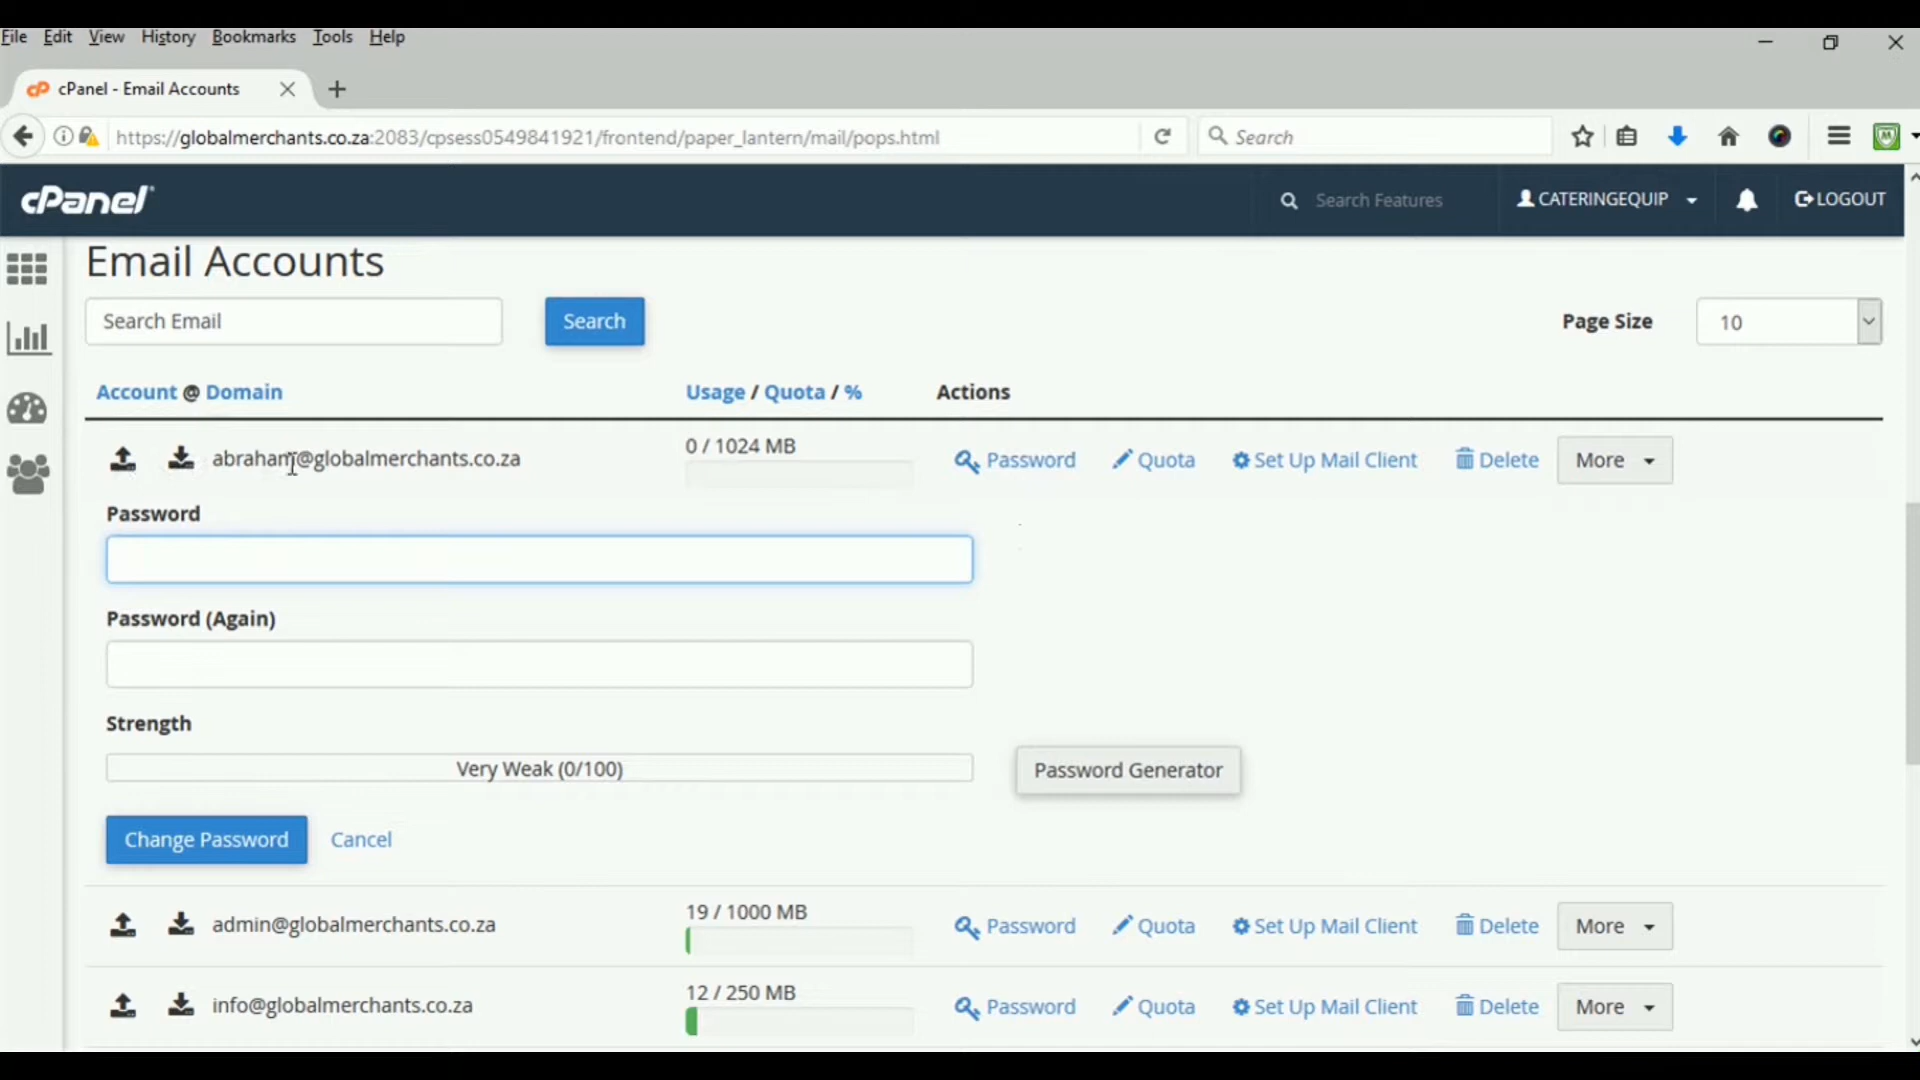 File Edit View History Bookmarks Tools Help
cPanel - Email Accounts
https://globalmerchants.co.za:2083/cpsess0549841921/frontend/paper_lantern/mail/pops.html Search
cPanel Search Features CATERINGEQUIP LOGOUT
Email Accounts
Search Email Search Page Size 10
Account @ Domain Usage / Quota / % Actions
abraham@globalmerchants.co.za 0 / 1024 MB Password Quota Set Up Mail Client Delete More
Password
Password (Again)
Strength
Very Weak (0/100) Password Generator
Change Password Cancel
admin@globalmerchants.co.za 19 / 1000 MB Password Quota Set Up Mail Client Delete More
info@globalmerchants.co.za 12 / 250 MB Password Quota Set Up Mail Client Delete More